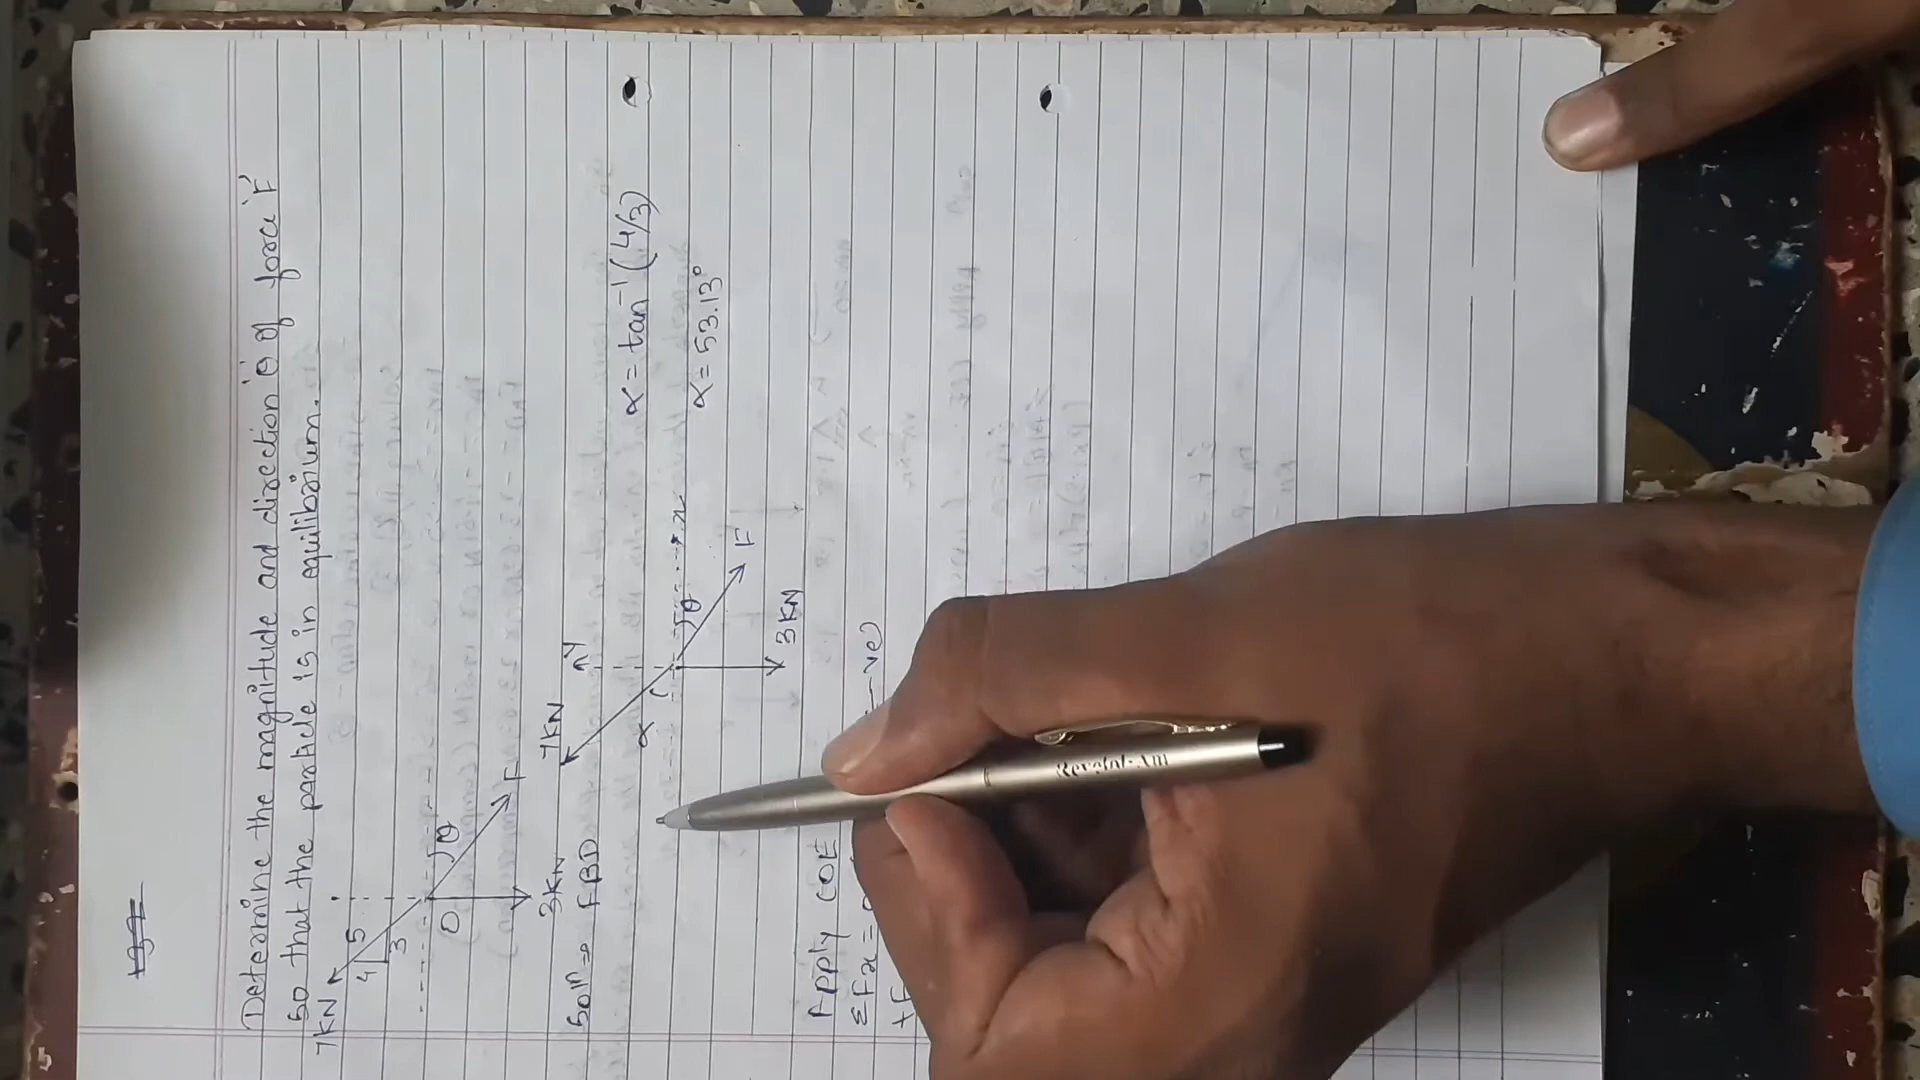 Determine the magnitude and direction 'θ' of force 'F'
so that the particle is in equilibrium.
7KN
4 5
3
O θ F
3KN
Soln⇒ FBD
7KN
y
α
x
θ
F
3KN
α = tan⁻¹(4/3)
α = 53.13°
Apply COE
ΣFx =
-ve)
+F